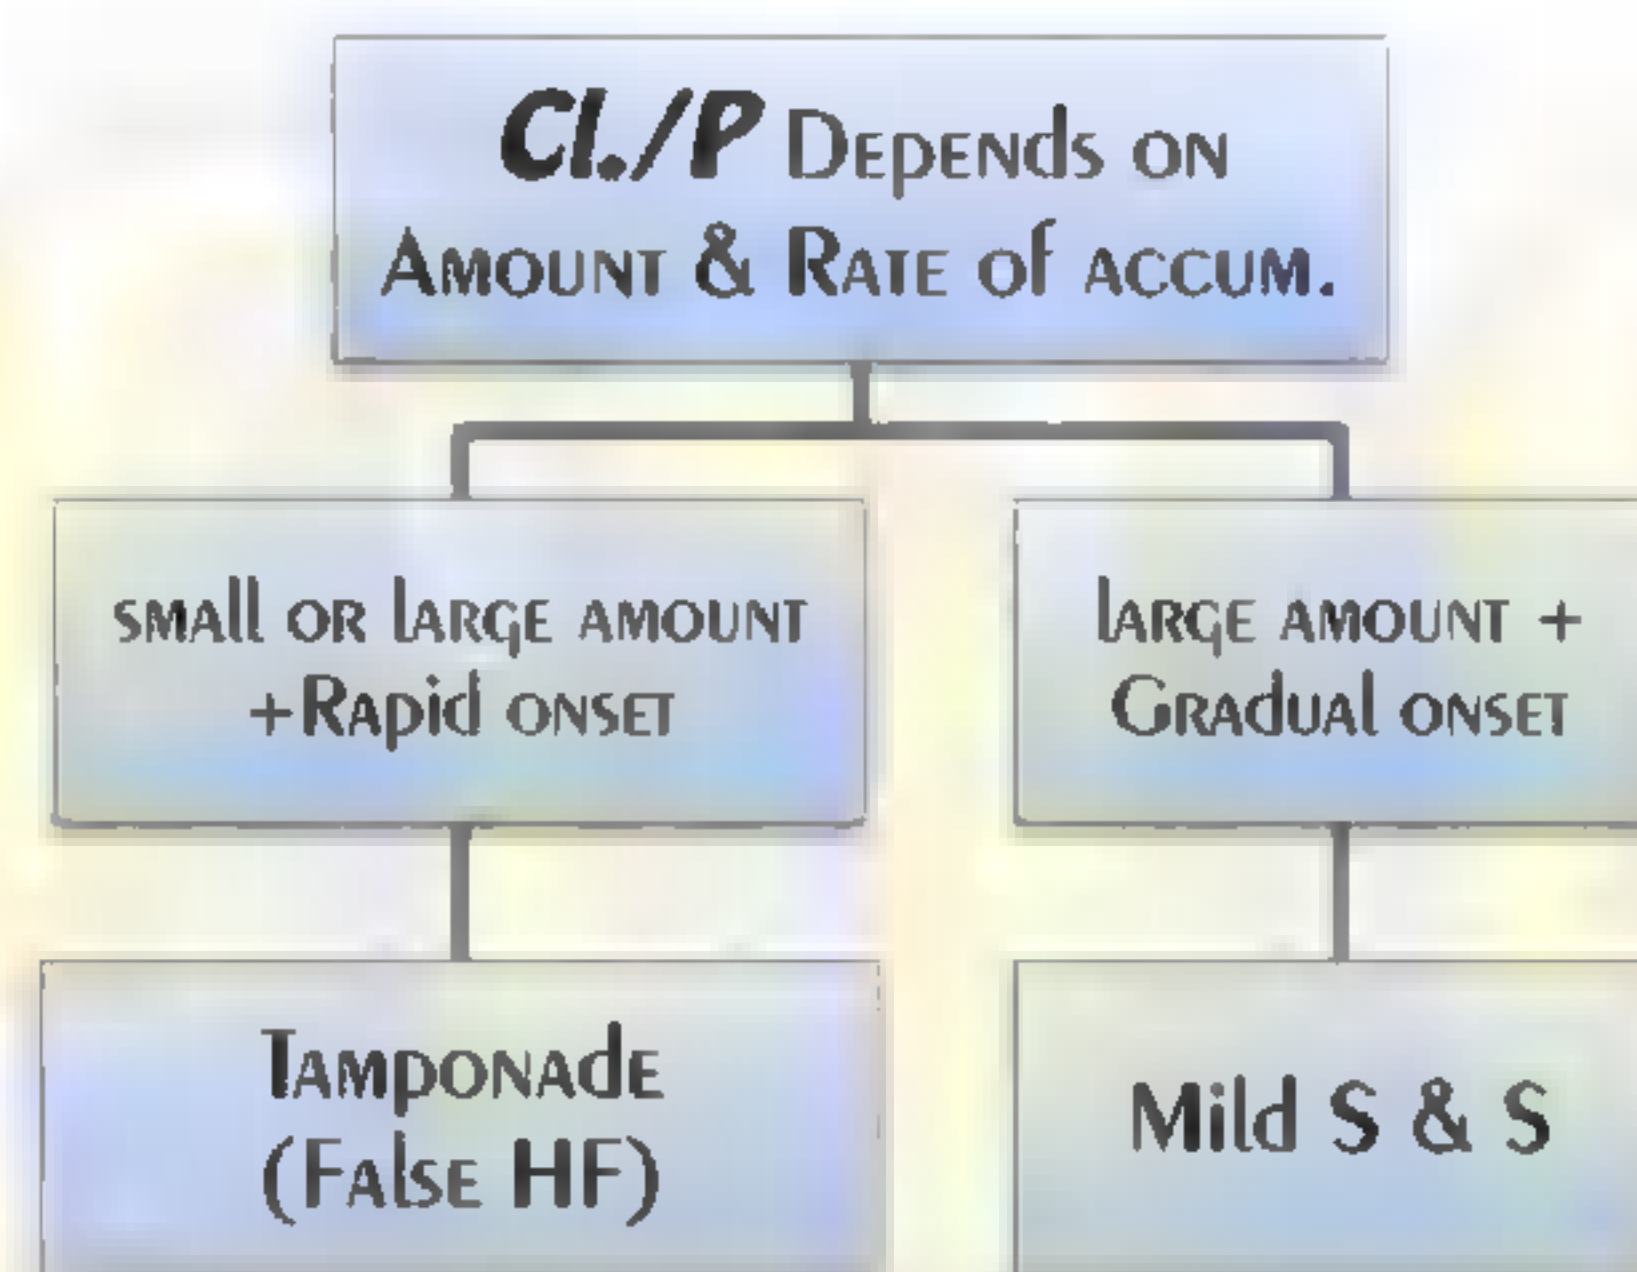 Cl./P Depends on
Amount & Rate of accum.
small or large amount
+Rapid onset
large amount +
Gradual onset
Tamponade
(False HF)
Mild S & S